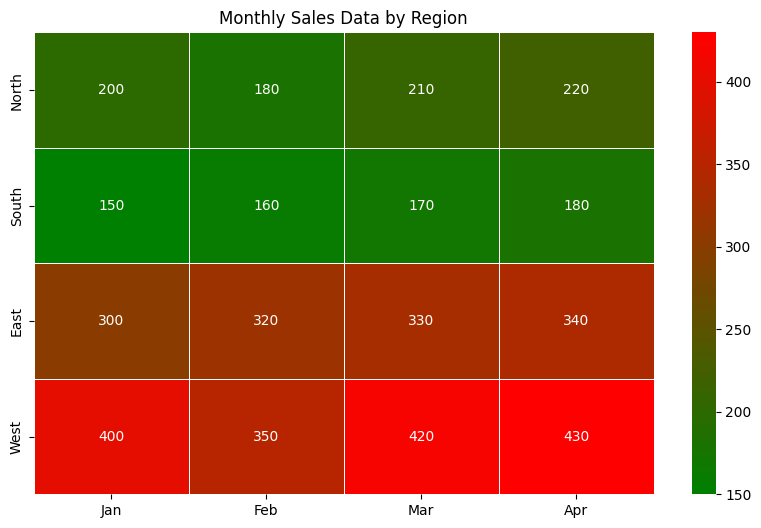 Monthly Sales Data by Region
North 200 180 210 220
South 150 160 170 180
East 300 320 330 340
West 400 350 420 430
Jan Feb Mar Apr
400
350
300
250
200
150